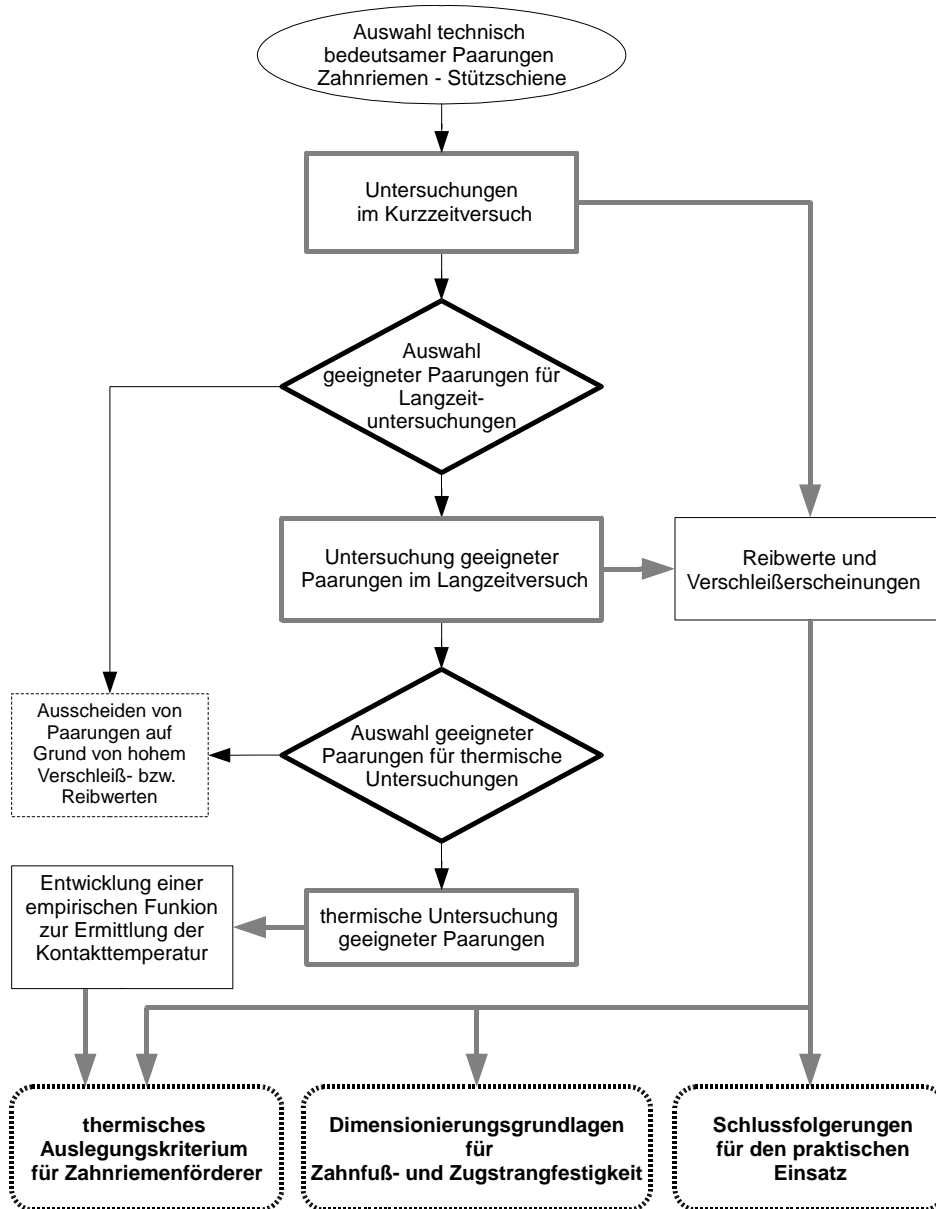 Auswahl technisch
bedeutsamer Paarungen
Zahnriemen - Stützschiene
Untersuchungen
im Kurzzeitversuch
Auswahl
geeigneter Paarungen für
Langzeit-
untersuchungen
Untersuchung geeigneter
Paarungen im Langzeitversuch
Reibwerte und
Verschleißerscheinungen
Ausscheiden von
Paarungen auf
Grund von hohem
Verschleiß- bzw.
Reibwerten
Auswahl geeigneter
Paarungen für thermische
Untersuchungen
Entwicklung einer
empirischen Funkion
zur Ermittlung der
Kontakttemperatur
thermische Untersuchung
geeigneter Paarungen
thermisches
Auslegungskriterium
für Zahnriemenförderer
Dimensionierungsgrundlagen
für
Zahnfuß- und Zugstrangfestigkeit
Schlussfolgerungen
für den praktischen
Einsatz